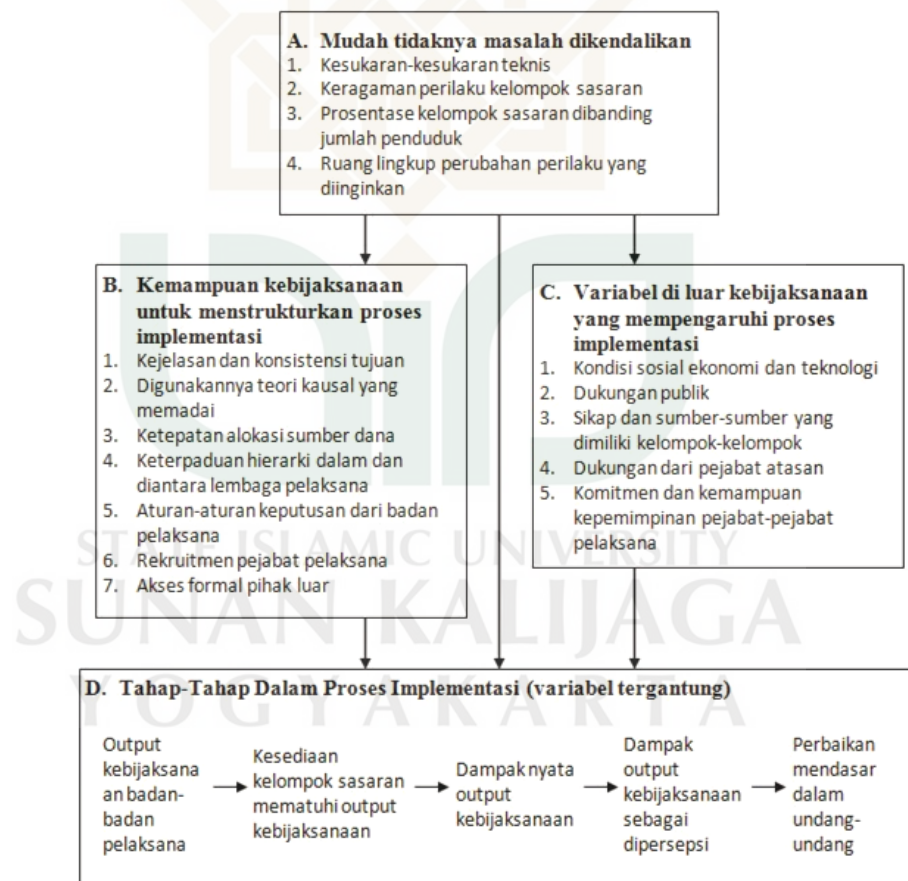 A. Mudah tidaknya masalah dikendalikan
1. Kesukaran-kesukaran teknis
2. Keragaman perilaku kelompok sasaran
3. Prosentase kelompok sasaran dibanding
jumlah penduduk
4. Ruang lingkup perubahan perilaku yang
diinginkan
B. Kemampuan kebijaksanaan
untuk menstrukturkan proses
implementasi
1. Kejelasan dan konsistensi tujuan
2. Digunakannya teori kausal yang
memadai
3. Ketepatan alokasi sumber dana
4. Keterpaduan hierarki dalam dan
diantara lembaga pelaksana
5. Aturan-aturan keputusan dari badan
pelaksana
6. Rekruitmen pejabat pelaksana
7. Akses formal pihak luar
C. Variabel di luar kebijaksanaan
yang mempengaruhi proses
implementasi
1. Kondisi sosial ekonomi dan teknologi
2. Dukungan publik
3. Sikap dan sumber-sumber yang
dimiliki kelompok-kelompok
4. Dukungan dari pejabat atasan
5. Komitmen dan kemampuan
kepemimpinan pejabat-pejabat
pelaksana
STATE ISLAMIC UNIVERSITY
SUNAN KALIJAGA
YOGYAKARTA
D. Tahap-Tahap Dalam Proses Implementasi (variabel tergantung)
Output
kebijaksana
an badan-
badan
pelaksana
Kesediaan
kelompok sasaran
mematuhi output
kebijaksanaan
Dampak nyata
output
kebijaksanaan
Dampak
output
kebijaksanaan
sebagai
dipersepsi
Perbaikan
mendasar
dalam
undang-
undang